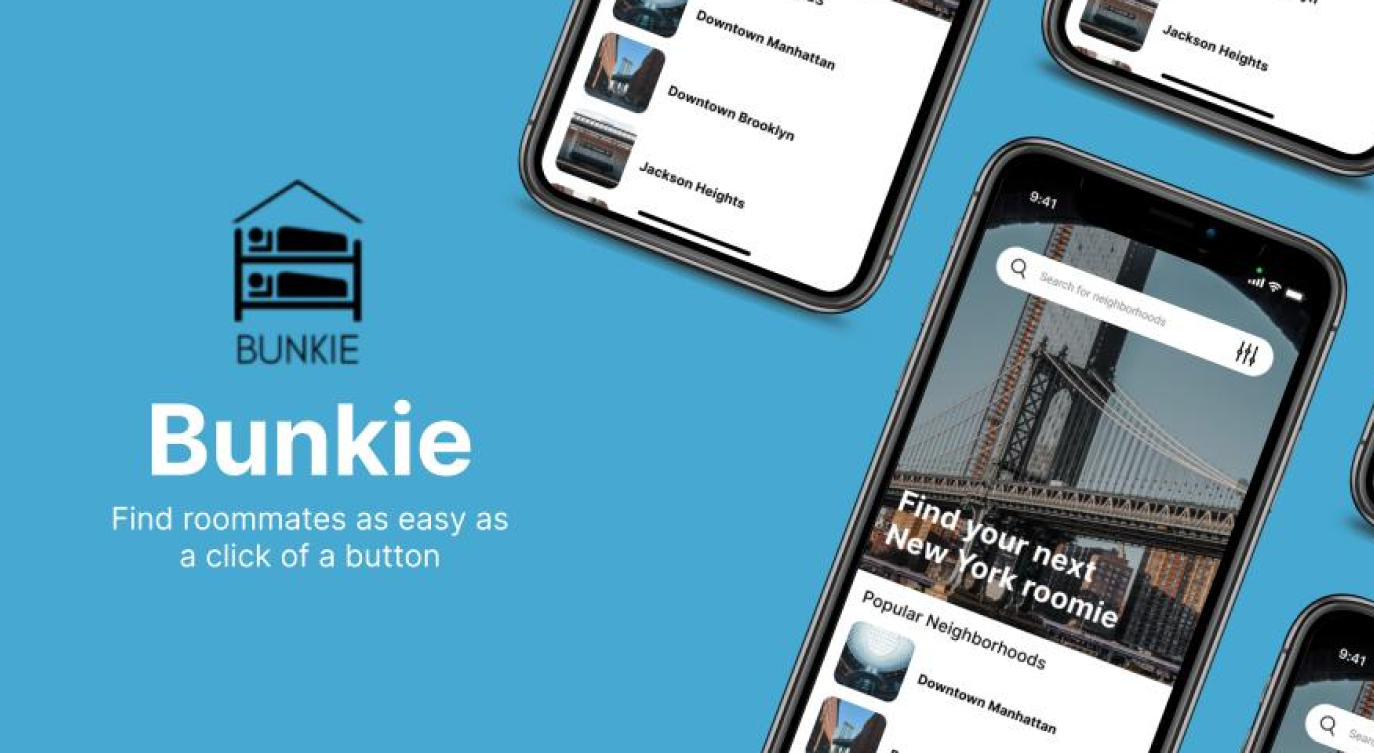 BUNKIE
Bunkie
Find roommates as easy as
a click of a button
Downtown Manhattan
Downtown Brooklyn
Jackson Heights
Jackson Heights
9:41
Search for neighborhoods
Find your next
New York roomie
Popular Neighborhoods
Downtown Manhattan
9:41